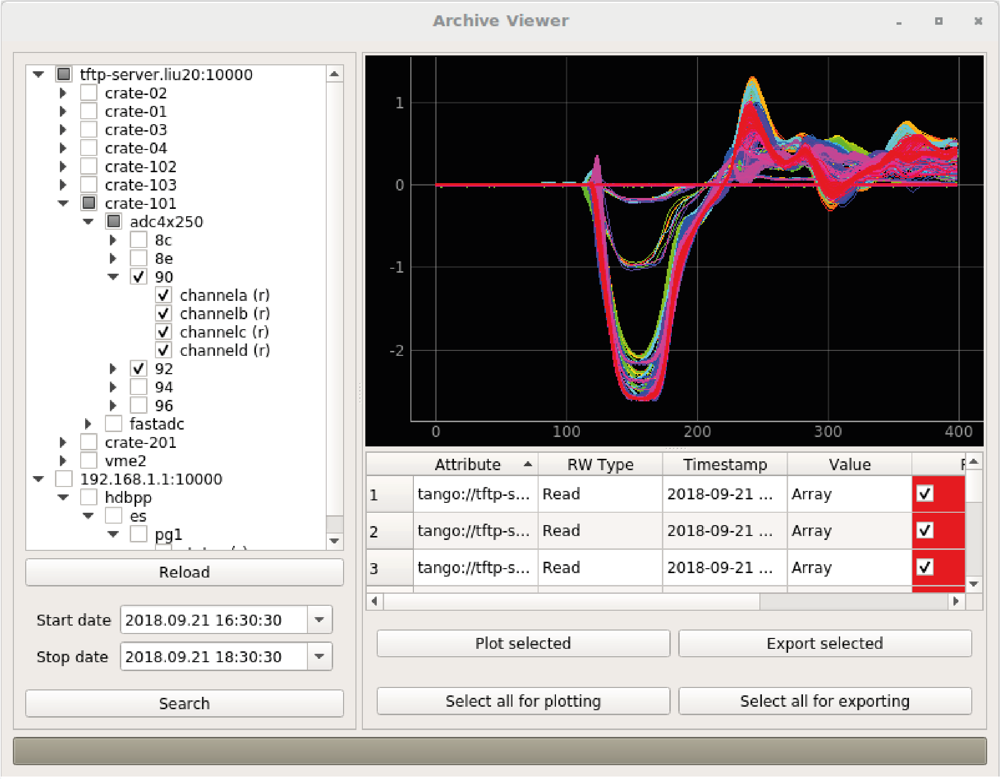 Archive Viewer
tftp-server.liu20:10000
crate-02
crate-01
crate-03
crate-04
crate-102
crate-103
crate-101
adc4x250
8c
8e
90
channela (r)
channelb (r)
channelc (r)
channeld (r)
92
94
96
fastadc
crate-201
vme2
192.168.1.1:10000
hdbpp
es
pg1
Reload
Start date 2018.09.21 16:30:30
Stop date 2018.09.21 18:30:30
Search
1
0
-1
-2
0 100 200 300 400
Attribute RW Type Timestamp Value
1 tango://tftp-s... Read 2018-09-21 ... Array
2 tango://tftp-s... Read 2018-09-21 ... Array
3 tango://tftp-s... Read 2018-09-21 ... Array
Plot selected Export selected
Select all for plotting Select all for exporting